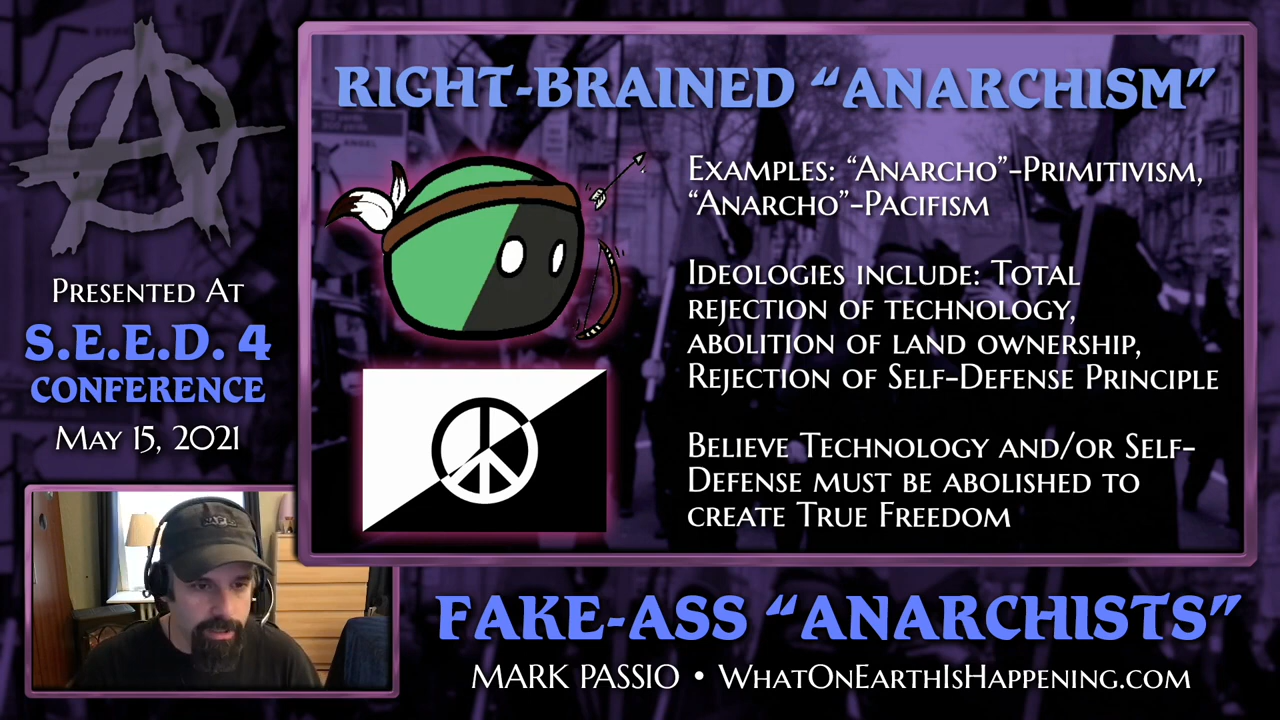 RIGHT-BRAINED “ANARCHISM”
EXAMPLES: “ANARCHO”-PRIMITIVISM,
“ANARCHO”-PACIFISM
IDEOLOGIES INCLUDE: TOTAL
REJECTION OF TECHNOLOGY,
ABOLITION OF LAND OWNERSHIP,
REJECTION OF SELF-DEFENSE PRINCIPLE
BELIEVE TECHNOLOGY AND/OR SELF-
DEFENSE MUST BE ABOLISHED TO
CREATE TRUE FREEDOM
PRESENTED AT
S.E.E.D. 4
CONFERENCE
MAY 15, 2021
FAKE-ASS “ANARCHISTS”
MARK PASSIO • WHATONEARTHISHAPPENING.COM